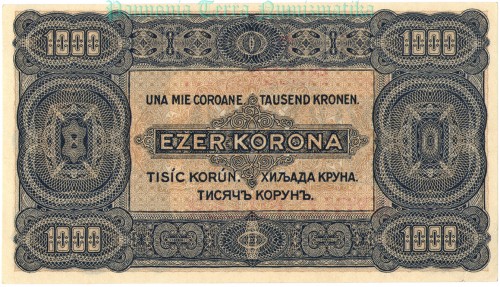 Pannonia Terra Numizmatika
1000 1000
UNA MIE COROANE. TAUSEND KRONEN.
EZER KORONA
TISÍC KORÚN. ХИЉАДА КРУНА.
ТИСЯЧЪ КОРУНЪ.
1000 1000